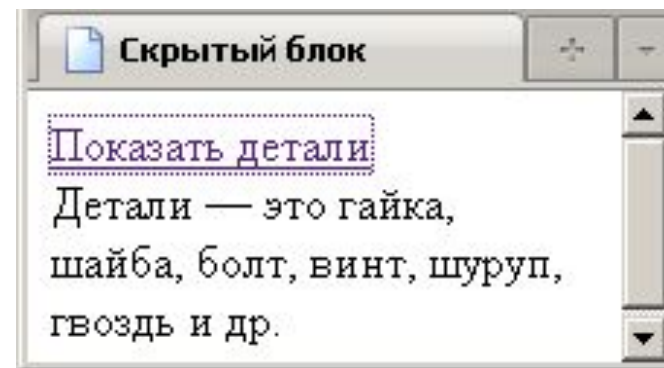 Скрытый блок
Показать детали
Детали — это гайка,
шайба, болт, винт, шуруп,
гвоздь и др.